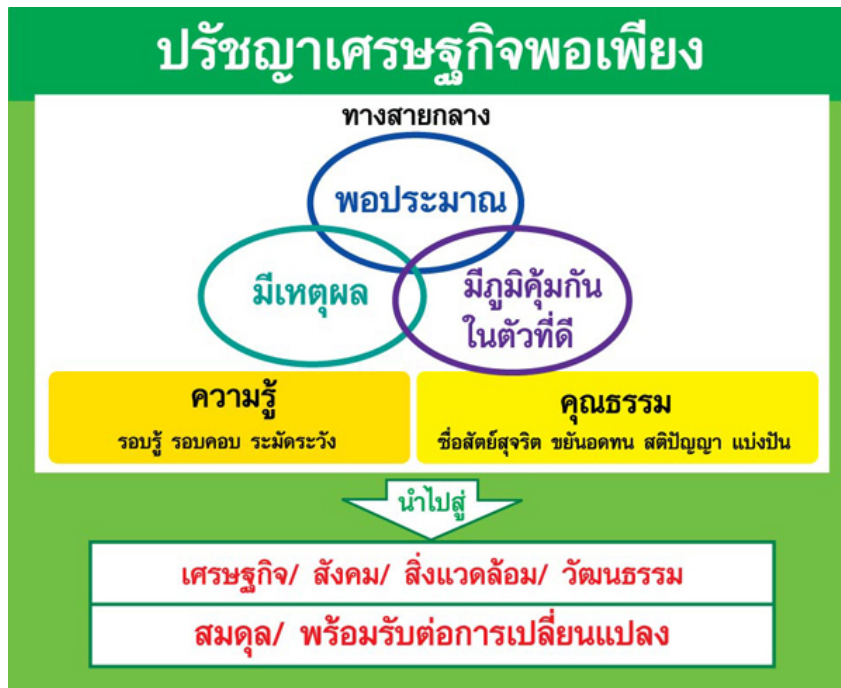 ปรัชญาเศรษฐกิจพอเพียง
ทางสายกลาง
พอประมาณ
มีเหตุผล
มีภูมิคุ้มกัน
ในตัวที่ดี
ความรู้
รอบรู้ รอบคอบ ระมัดระวัง
คุณธรรม
ซื่อสัตย์สุจริต ขยันอดทน สติปัญญา แบ่งปัน
นำไปสู่
เศรษฐกิจ/ สังคม/ สิ่งแวดล้อม/ วัฒนธรรม
สมดุล/ พร้อมรับต่อการเปลี่ยนแปลง